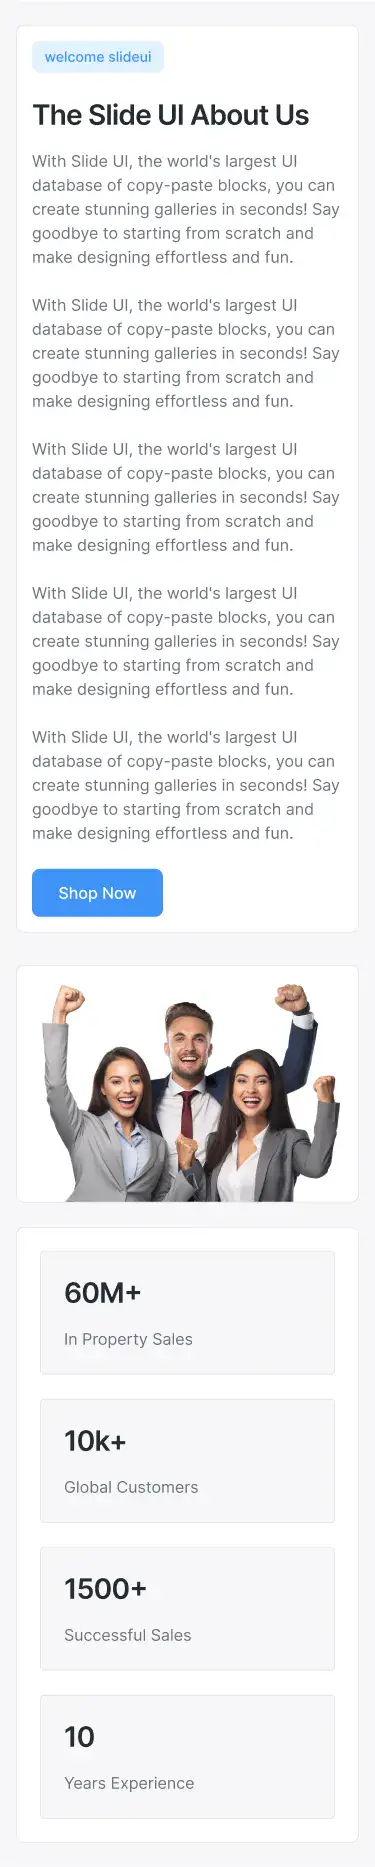 welcome slideui
The Slide UI About Us
With Slide UI, the world's largest UI
database of copy-paste blocks, you can
create stunning galleries in seconds! Say
goodbye to starting from scratch and
make designing effortless and fun.
With Slide UI, the world's largest UI
database of copy-paste blocks, you can
create stunning galleries in seconds! Say
goodbye to starting from scratch and
make designing effortless and fun.
With Slide UI, the world's largest UI
database of copy-paste blocks, you can
create stunning galleries in seconds! Say
goodbye to starting from scratch and
make designing effortless and fun.
With Slide UI, the world's largest UI
database of copy-paste blocks, you can
create stunning galleries in seconds! Say
goodbye to starting from scratch and
make designing effortless and fun.
With Slide UI, the world's largest UI
database of copy-paste blocks, you can
create stunning galleries in seconds! Say
goodbye to starting from scratch and
make designing effortless and fun.
Shop Now
60M+
In Property Sales
10k+
Global Customers
1500+
Successful Sales
10
Years Experience